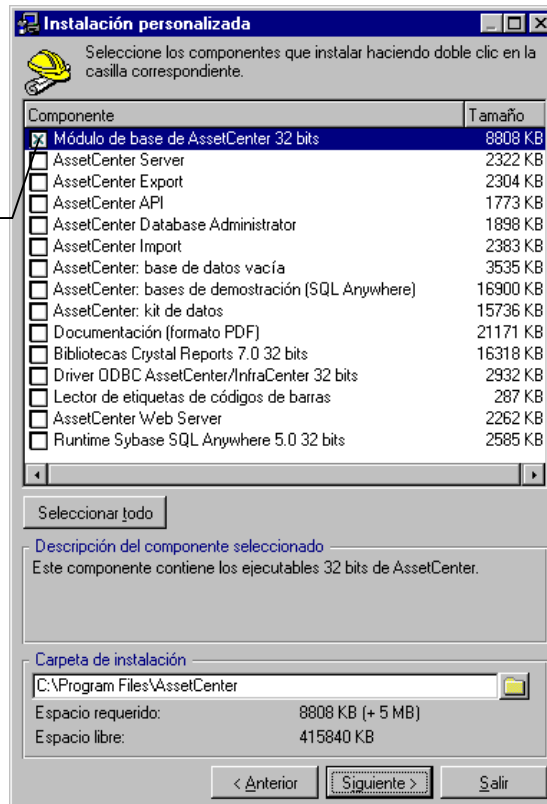 Instalación personalizada
Seleccione los componentes que instalar haciendo doble clic en la
casilla correspondiente.
Componente Tamaño
Módulo de base de AssetCenter 32 bits 8808 KB
AssetCenter Server 2322 KB
AssetCenter Export 2304 KB
AssetCenter API 1773 KB
AssetCenter Database Administrator 1898 KB
AssetCenter Import 2383 KB
AssetCenter: base de datos vacía 3535 KB
AssetCenter: bases de demostración (SQL Anywhere) 16900 KB
AssetCenter: kit de datos 15736 KB
Documentación (formato PDF) 21171 KB
Bibliotecas Crystal Reports 7.0 32 bits 16318 KB
Driver ODBC AssetCenter/InfraCenter 32 bits 2932 KB
Lector de etiquetas de códigos de barras 287 KB
AssetCenter Web Server 2262 KB
Runtime Sybase SQL Anywhere 5.0 32 bits 2585 KB
Seleccionar todo
Descripción del componente seleccionado
Este componente contiene los ejecutables 32 bits de AssetCenter.
Carpeta de instalación
C:\Program Files\AssetCenter
Espacio requerido: 8808 KB (+ 5 MB)
Espacio libre: 415840 KB
< Anterior Siguiente > Salir